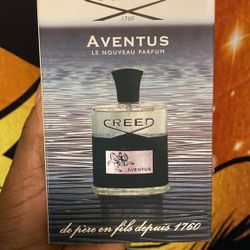 1760
AVENTUS
LE NOUVEAU PARFUM
CREED
AVENTUS
de père en fils depuis 1760